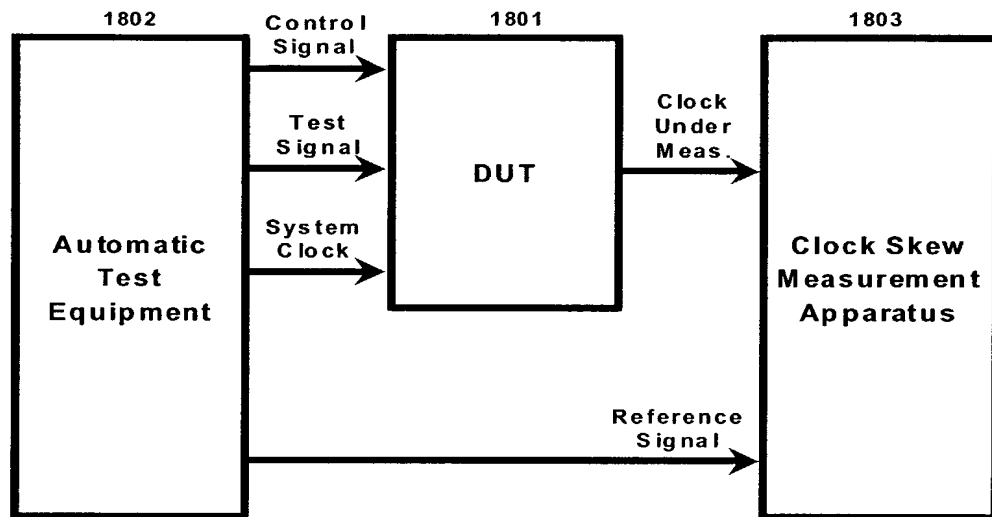 1802
1801
1803
Control
Signal
Test
Signal
System
Clock
Clock
Under
Meas.
DUT
Automatic
Test
Equipment
Clock Skew
Measurement
Apparatus
Reference
Signal